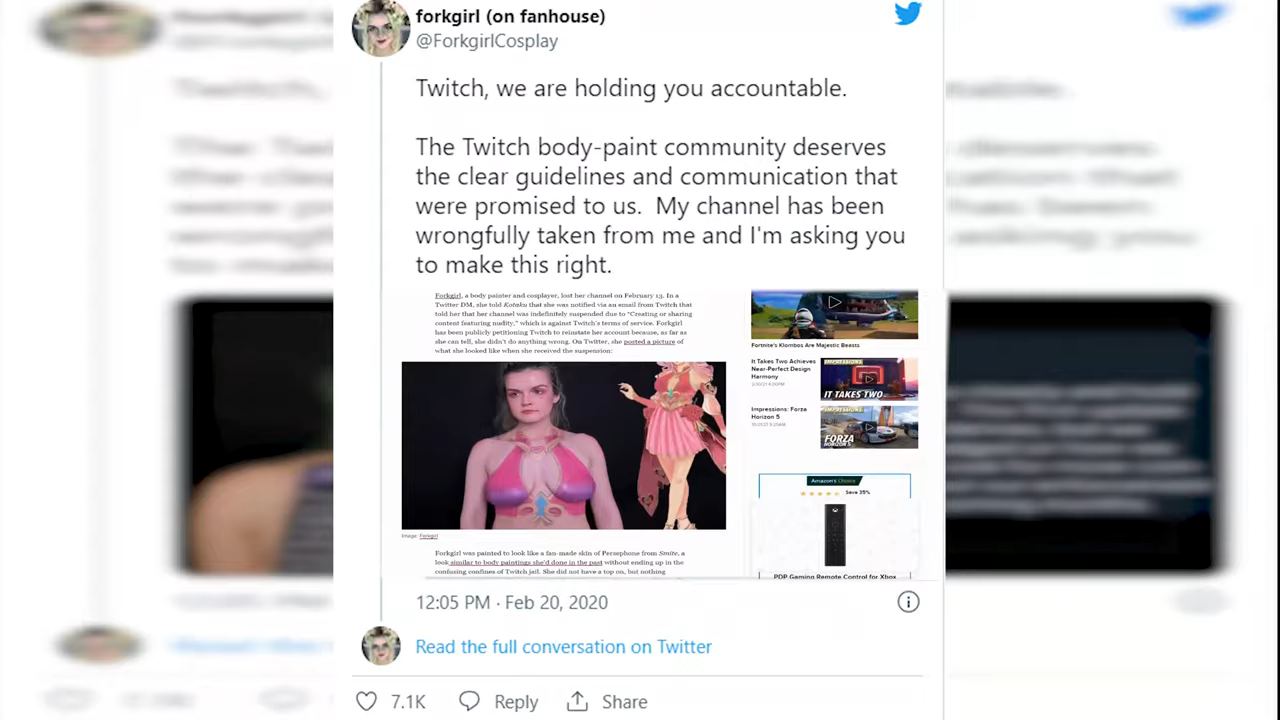 forkgirl (on fanhouse)
@ForkgirlCosplay
Twitch, we are holding you accountable.
The Twitch body-paint community deserves
the clear guidelines and communication that
were promised to us. My channel has been
wrongfully taken from me and I'm asking you
to make this right.
Forkgirl, a body painter and cosplayer, lost her channel on February 13. In a
Twitter DM, she told Kotaku that she was notified via an email from Twitch that
told her that her channel was indefinitely suspended due to "Creating or sharing
content featuring nudity," which is against Twitch's terms of service. Forkgirl
has been publicly petitioning Twitch to reinstate her account because, as far as
she can tell, she didn't do anything wrong. On Twitter, she posted a picture of
what she looked like when she received the suspension:
Fortnite's Klombos Are Majestic Beasts
It Takes Two Achieves
Near-Perfect Design
Harmony
IMPRESSIONS
IT TAKES TWO
Impressions: Forza
Horizon 5
IMPRESSIONS
FORZA
HORIZON 5
Amazon's Choice
Save 35%
PDP Gaming Remote Control for Xbox
Image: Forkgirl
Forkgirl was painted to look like a fan-made skin of Persephone from Smite, a
look similar to body paintings she'd done in the past without ending up in the
confusing confines of Twitch jail. She did not have a top on, but nothing
12:05 PM · Feb 20, 2020
Read the full conversation on Twitter
7.1K
Reply
Share